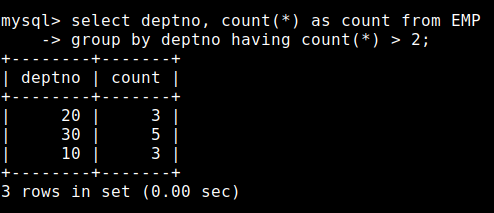 mysql> select deptno, count(*) as count from EMP
    -> group by deptno having count(*) > 2;
+--------+-------+
| deptno | count |
+--------+-------+
|     20 |     3 |
|     30 |     5 |
|     10 |     3 |
+--------+-------+
3 rows in set (0.00 sec)